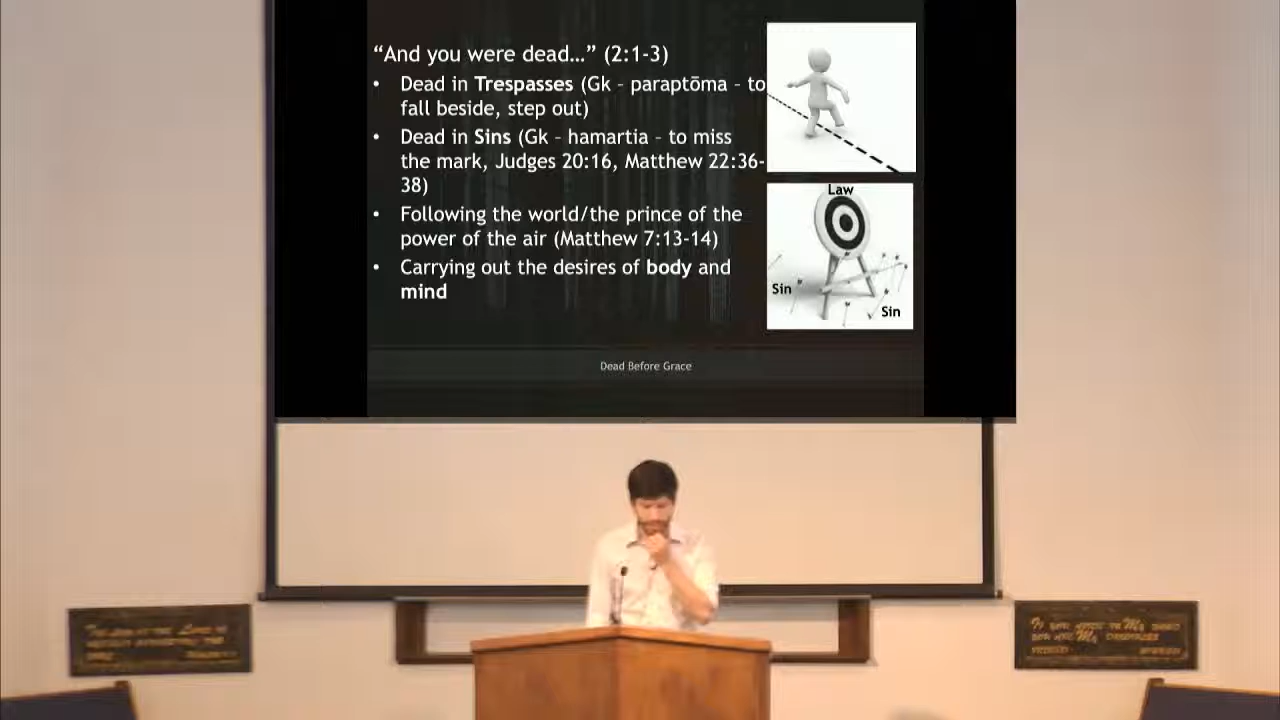 “And you were dead…” (2:1-3)
• Dead in Trespasses (Gk – paraptōma – to
fall beside, step out)
• Dead in Sins (Gk – hamartia – to miss
the mark, Judges 20:16, Matthew 22:36-
38)
• Following the world/the prince of the
power of the air (Matthew 7:13-14)
• Carrying out the desires of body and
mind
Law
Sin
Sin
Dead Before Grace